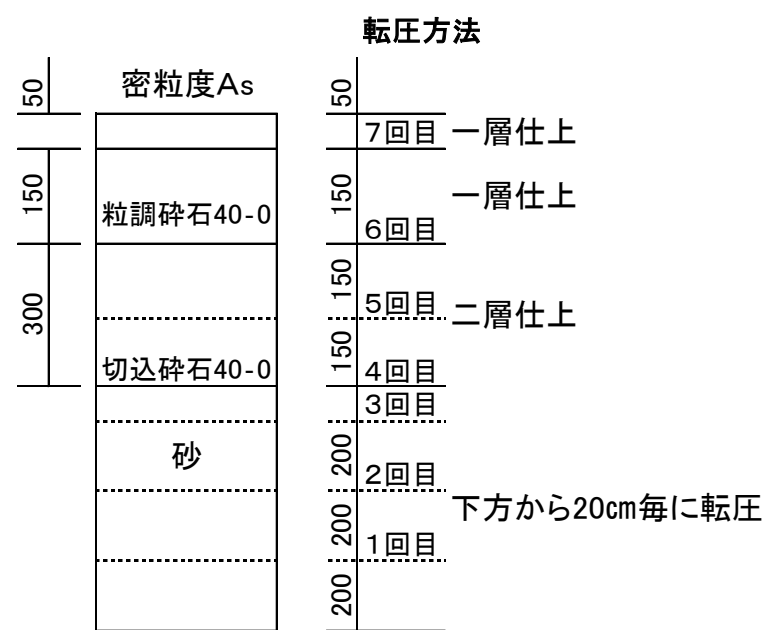 転圧方法
50
密粒度As
50
7回目 一層仕上
150
粒調砕石40-0
150
一層仕上
6回目
300
150
5回目
二層仕上
切込砕石40-0
150
4回目
3回目
砂
200
2回目
下方から20㎝毎に転圧
200
1回目
200